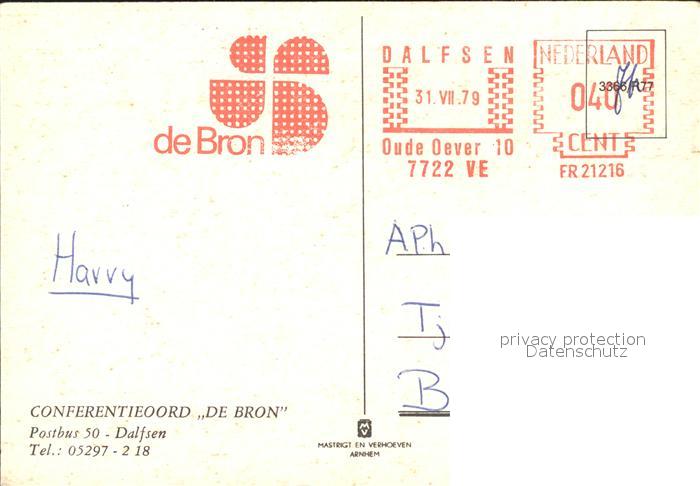 de Bron
DALFSEN
31.VII.79
Oude Oever 10
7722 VE
NEDERLAND
040
CENT
FR 21216
Harry
APh
Tj
B
privacy protection
Datenschutz
CONFERENTIEOORD „DE BRON”
Postbus 50 - Dalfsen
Tel.: 05297 - 2 18
MV
MASTRIGT EN VERHOEVEN
ARNHEM